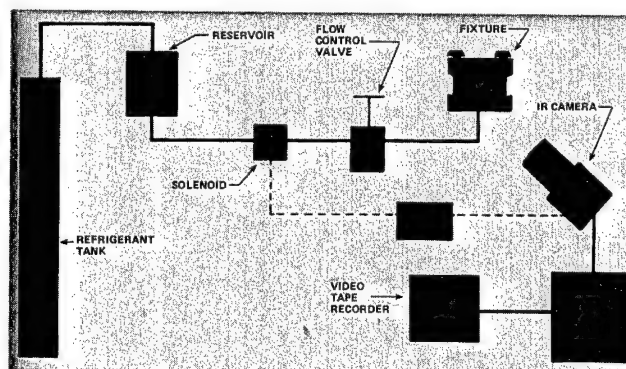 RESERVOIR
FLOW
CONTROL
VALVE
FIXTURE
IR CAMERA
SOLENOID
REFRIGERANT
TANK
VIDEO
TAPE
RECORDER